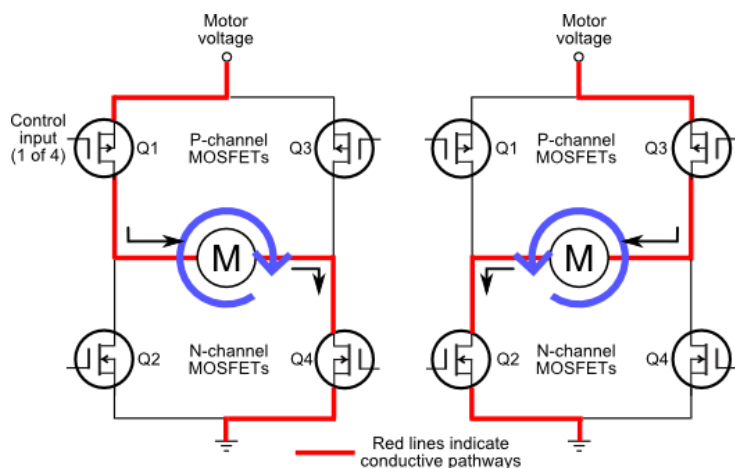 Motor
voltage
Control
input
(1 of 4)
Q1
P-channel
MOSFETs
Q3
M
Q2
N-channel
MOSFETs
Q4
Motor
voltage
Q1
P-channel
MOSFETs
Q3
M
Q2
N-channel
MOSFETs
Q4
Red lines indicate
conductive pathways